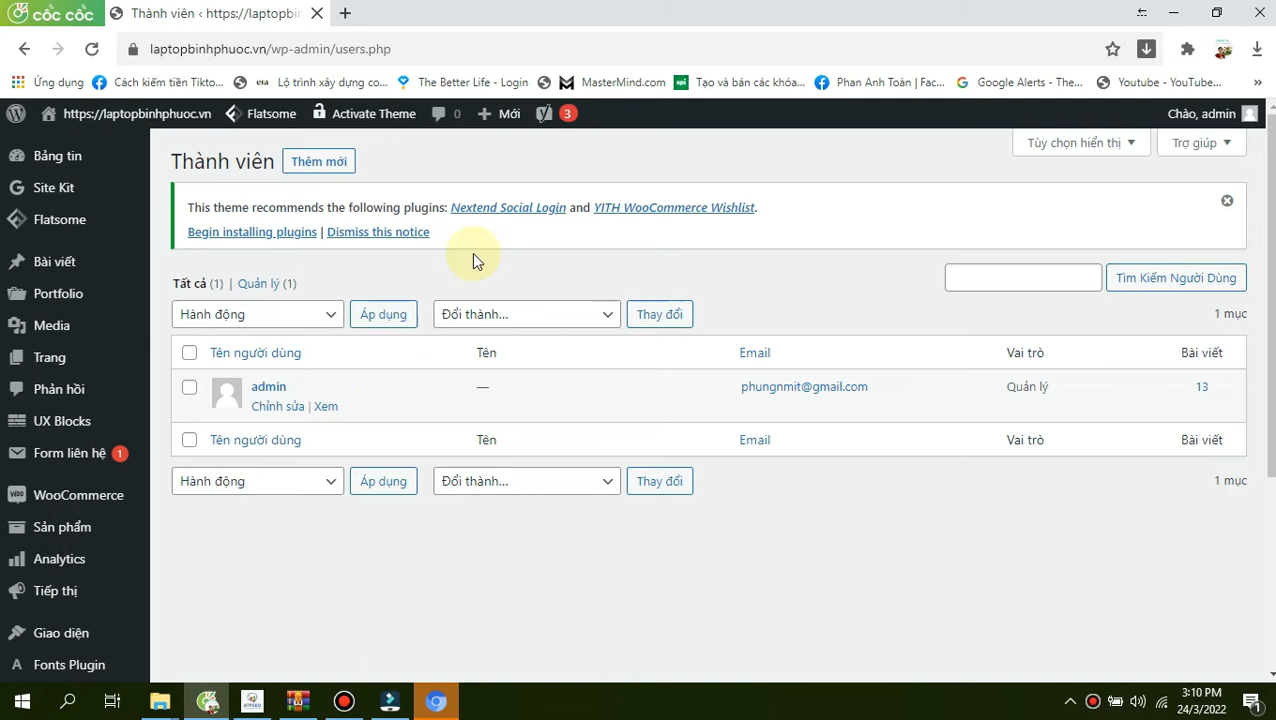 cốc cốc
Thành viên ‹ https://laptopbin
laptopbinhphuoc.vn/wp-admin/users.php
Ứng dụng Cách kiếm tiền Tikto... Lộ trình xây dựng co... The Better Life - Login MasterMind.com Tạo và bán các khóa... Phan Anh Toàn | Fac... Google Alerts - The... Youtube - YouTube... »
https://laptopbinhphuoc.vn Flatsome Activate Theme 0 Mới 3 Chào, admin
Bảng tin
Site Kit
Flatsome
Bài viết
Portfolio
Media
Trang
Phản hồi
UX Blocks
Form liên hệ 1
WooCommerce
Sản phẩm
Analytics
Tiếp thị
Giao diện
Fonts Plugin
Tùy chọn hiển thị Trợ giúp
Thành viên Thêm mới
This theme recommends the following plugins: Nextend Social Login and YITH WooCommerce Wishlist.
Begin installing plugins | Dismiss this notice
Tất cả (1) | Quản lý (1)
Tìm Kiếm Người Dùng
Hành động Áp dụng Đổi thành... Thay đổi 1 mục
Tên người dùng Tên Email Vai trò Bài viết
admin — phungnmit@gmail.com Quản lý 13
Chỉnh sửa | Xem
Tên người dùng Tên Email Vai trò Bài viết
Hành động Áp dụng Đổi thành... Thay đổi 1 mục
3:10 PM
24/3/2022
1